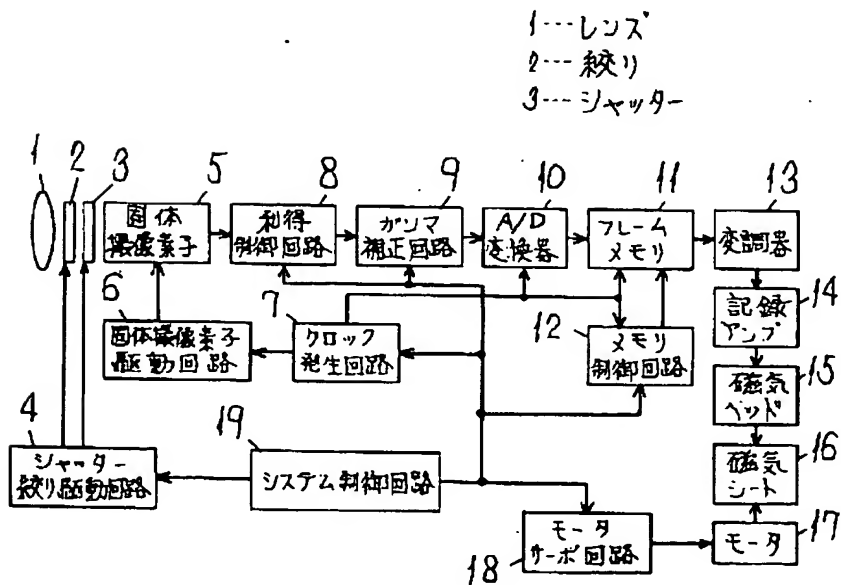 1…レンズ
2…絞り
3…シャッター
1
2
3
5
8
9
10
11
13
固体
撮像素子
利得
制御回路
ガンマ
補正回路
A/D
変換器
フレーム
メモリ
変調器
6
7
12
14
固体撮像素子
駆動回路
クロック
発生回路
メモリ
制御回路
記録
アンプ
15
磁気
ヘッド
4
19
16
シャッター
絞り駆動回路
システム制御回路
磁気
シート
17
モータ
サーボ回路
モータ
18